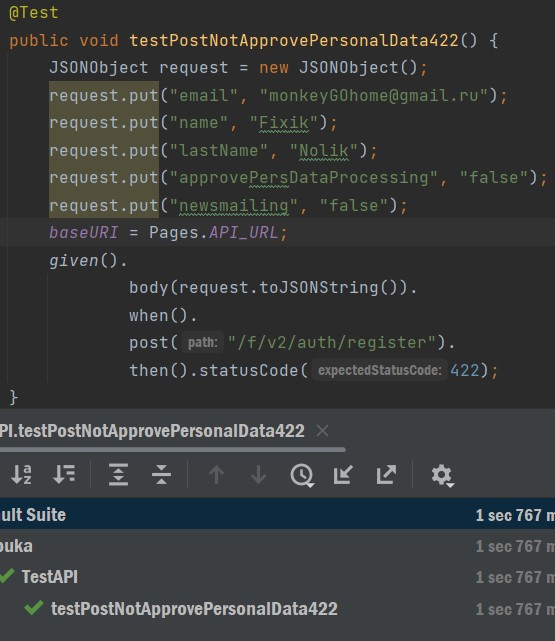 @Test
public void testPostNotApprovePersonalData422() {
JSONObject request = new JSONObject();
request.put("email", "monkeyGOhome@gmail.ru");
request.put("name", "Fixik");
request.put("lastName", "Nolik");
request.put("approvePersDataProcessing", "false");
request.put("newsmailing", "false");
baseURI = Pages.API_URL;
given().
body(request.toJSONString()).
when().
post( path: "/f/v2/auth/register").
then().statusCode( expectedStatusCode: 422);
}
PI.testPostNotApprovePersonalData422 ×
ult Suite 1 sec 767 m
ouka 1 sec 767 m
TestAPI 1 sec 767 m
testPostNotApprovePersonalData422 1 sec 767 m